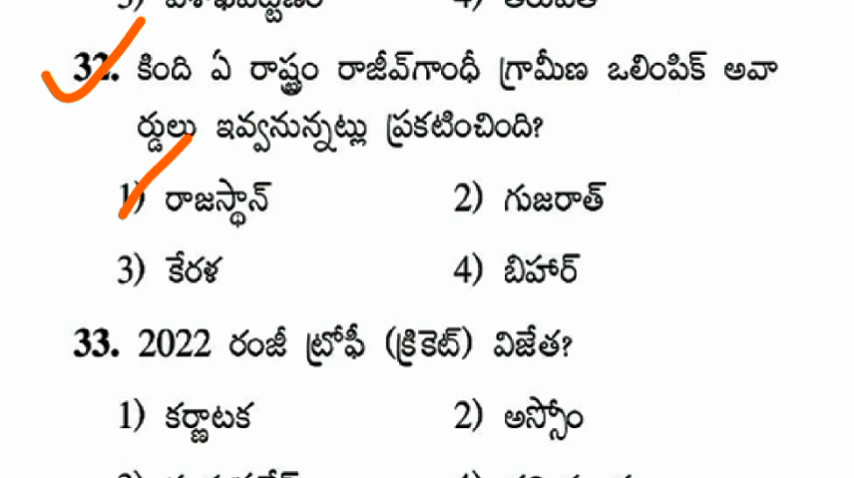 32. కింది ఏ రాష్ట్రం రాజీవ్‌గాంధీ గ్రామీణ ఒలింపిక్ అవా
ర్డులు ఇవ్వనున్నట్లు ప్రకటించింది?
1) రాజస్థాన్ 2) గుజరాత్
3) కేరళ 4) బిహార్
33. 2022 రంజీ ట్రోఫీ (క్రికెట్) విజేత?
1) కర్ణాటక 2) అస్సోం